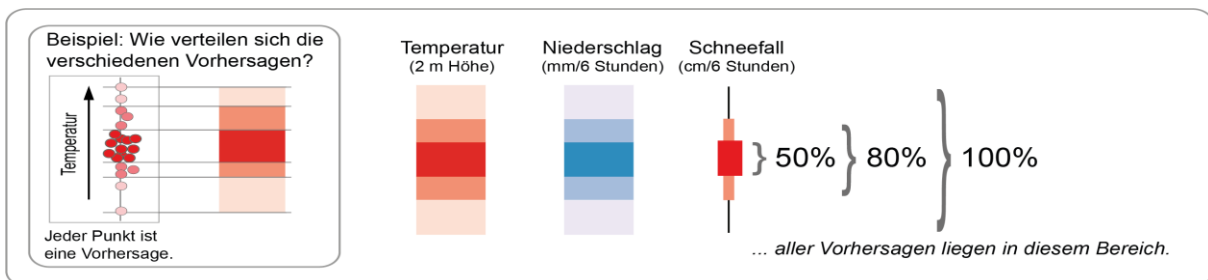 Beispiel: Wie verteilen sich die
verschiedenen Vorhersagen?
Temperatur
Jeder Punkt ist
eine Vorhersage.
Temperatur
(2 m Höhe)
Niederschlag
(mm/6 Stunden)
Schneefall
(cm/6 Stunden)
50%
80%
100%
... aller Vorhersagen liegen in diesem Bereich.